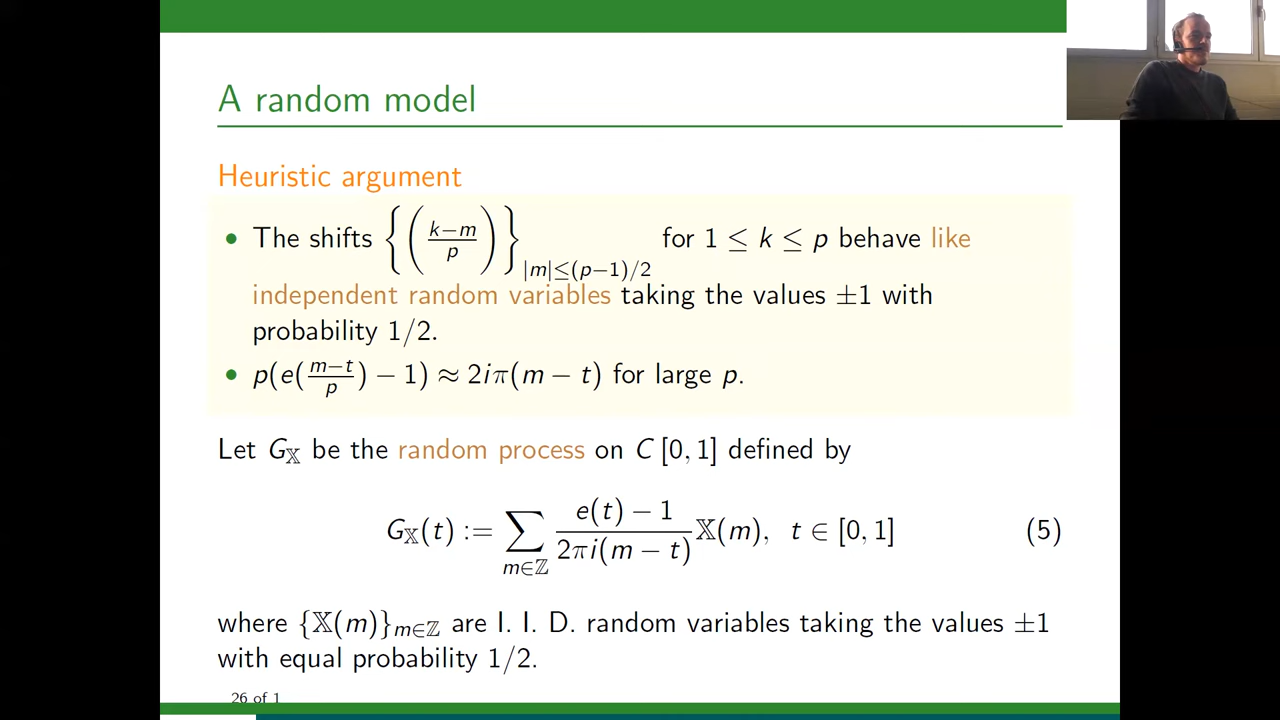 A random model
Heuristic argument
• The shifts {((k−m)/p)}_{|m|≤(p−1)/2} for 1 ≤ k ≤ p behave like
independent random variables taking the values ±1 with
probability 1/2.
• p(e((m−t)/p) − 1) ≈ 2iπ(m − t) for large p.
Let G_𝕏 be the random process on C [0, 1] defined by
G_𝕏(t) := ∑_{m∈ℤ} (e(t) − 1)/(2πi(m − t)) 𝕏(m), t ∈ [0, 1] (5)
where {𝕏(m)}_{m∈ℤ} are I. I. D. random variables taking the values ±1
with equal probability 1/2.
26 of 1